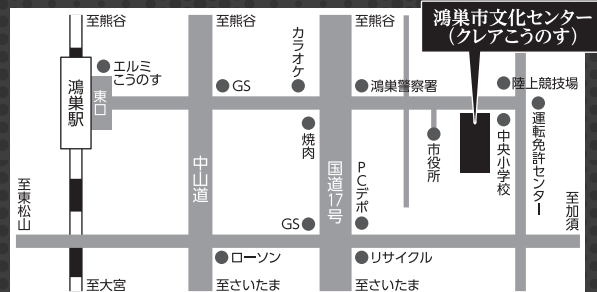 至熊谷
至熊谷
至熊谷
鴻巣市文化センター
(クレアこうのす)
エルミ
こうのす
カラオケ
GS
鴻巣警察署
陸上競技場
鴻巣駅
東口
焼肉
市役所
中央小学校
運転免許センター
中山道
国道17号
PCデポ
至東松山
至加須
GS
ローソン
リサイクル
至大宮
至さいたま
至さいたま